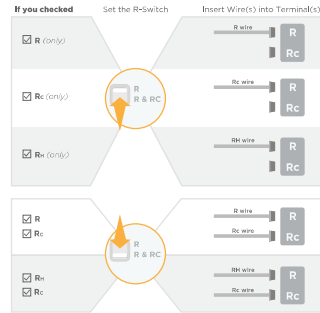 If you checked Set the R-Switch Insert Wire(s) into Terminal(s)
R (only) R wire R
Rc
Rc (only) R Rc wire R
R & RC Rc
RH (only) RH wire R
Rc
R R wire R
Rc Rc wire Rc
R
R & RC
RH RH wire R
Rc Rc wire Rc